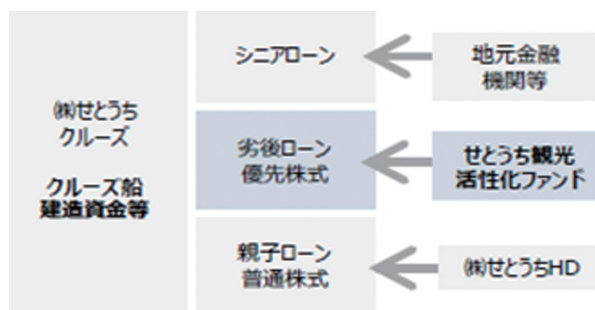 ㈱せとうち
クルーズ
クルーズ船
建造資金等
シニアローン
地元金融
機関等
劣後ローン
優先株式
せとうち観光
活性化ファンド
親子ローン
普通株式
㈱せとうちHD